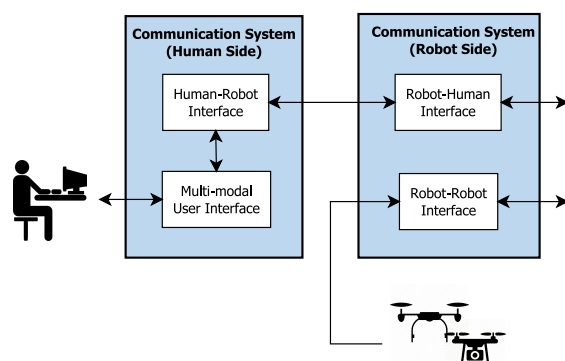 Communication System
(Human Side)
Human-Robot
Interface
Multi-modal
User Interface
Communication System
(Robot Side)
Robot-Human
Interface
Robot-Robot
Interface